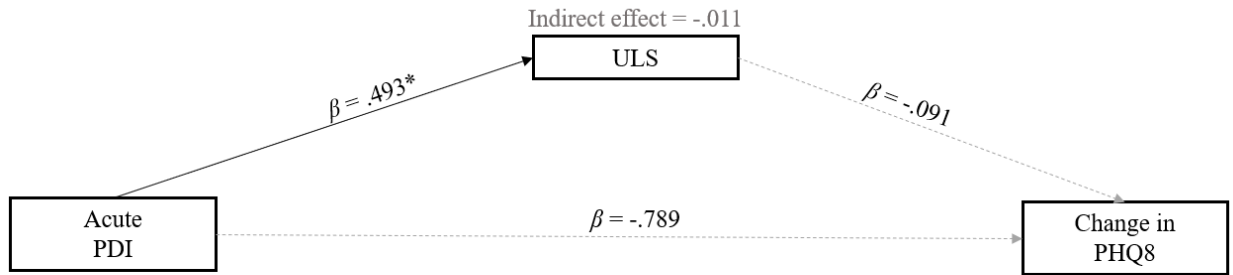 Indirect effect = -.011
ULS
β = .493*
β = -.091
Acute
PDI
β = -.789
Change in
PHQ8